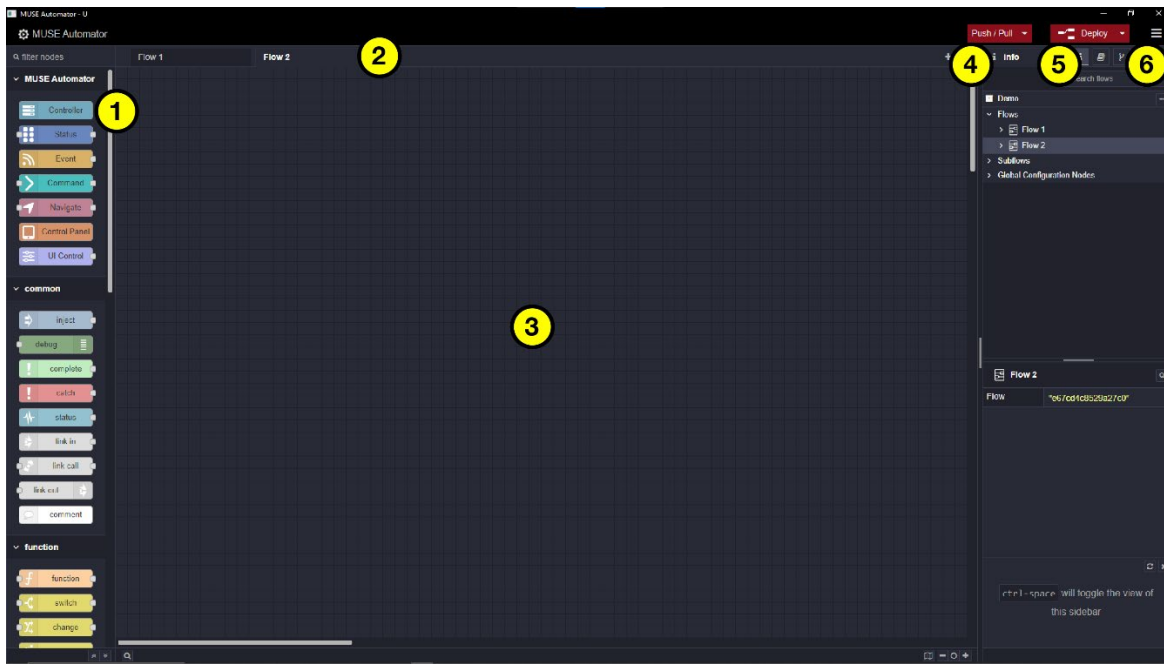 MUSE Automator - U
MUSE Automator
Push / Pull
Deploy
filter nodes
Flow 1
Flow 2
2
4
Info
5
6
search flows
MUSE Automator
Controller
1
Status
Event
Command
Navigate
Control Panel
UI Control
Demo
Flows
Flow 1
Flow 2
Subflows
Global Configuration Nodes
common
inject
debug
complete
catch
status
link in
link call
link out
comment
3
Flow 2
Flow
"e67cd4c8529a27c0"
function
function
switch
change
ctrl-space will toggle the view of
this sidebar